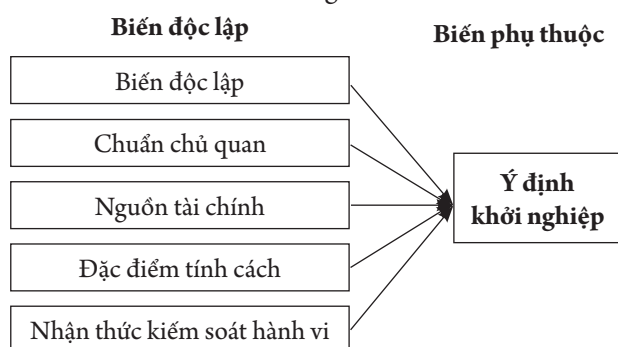 Biến độc lập
Biến phụ thuộc
Biến độc lập
Chuẩn chủ quan
Nguồn tài chính
Đặc điểm tính cách
Nhận thức kiếm soát hành vi
Ý định
khởi nghiệp